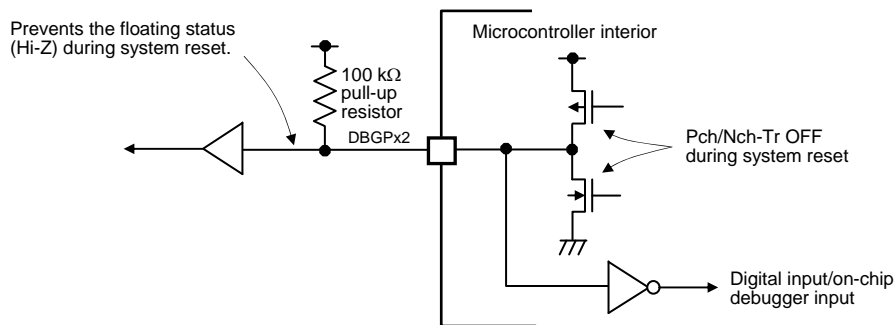 Prevents the floating status
(Hi-Z) during system reset.
Microcontroller interior
100 kΩ
pull-up
resistor
DBGPx2
Pch/Nch-Tr OFF
during system reset
Digital input/on-chip
debugger input